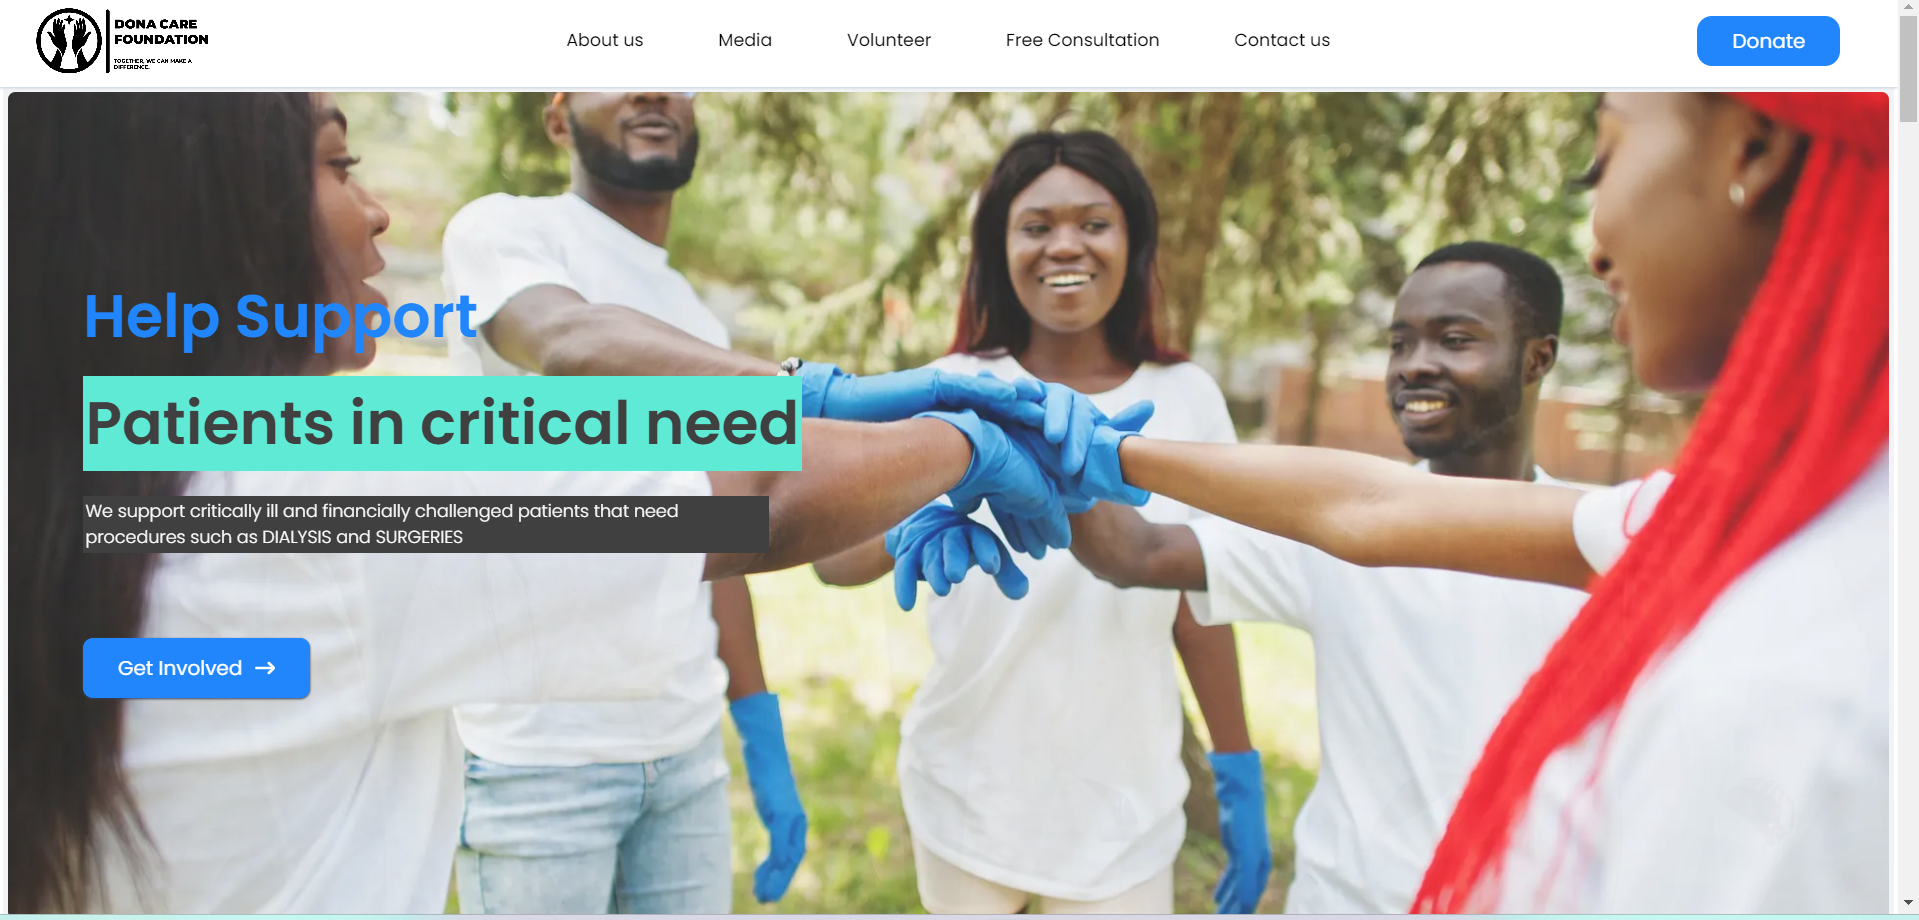 DONA CARE
FOUNDATION
TOGETHER, WE CAN MAKE A
DIFFERENCE.
About us
Media
Volunteer
Free Consultation
Contact us
Donate
Help Support
Patients in critical need
We support critically ill and financially challenged patients that need
procedures such as DIALYSIS and SURGERIES
Get Involved →